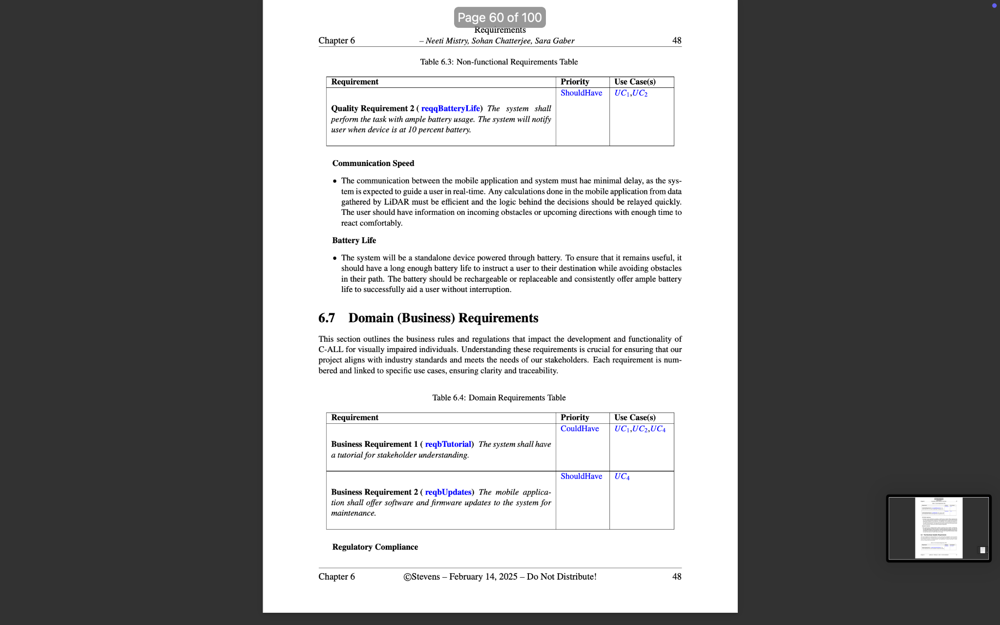 Page 60 of 100
Requirements
Chapter 6 – Neeti Mistry, Sohan Chatterjee, Sara Gaber 48
Table 6.3: Non-functional Requirements Table
Requirement Priority Use Case(s)
ShouldHave UC1,UC2
Quality Requirement 2 ( reqqBatteryLife) The system shall
perform the task with ample battery usage. The system will notify
user when device is at 10 percent battery.
Communication Speed
• The communication between the mobile application and system must hae minimal delay, as the sys-
tem is expected to guide a user in real-time. Any calculations done in the mobile application from data
gathered by LiDAR must be efficient and the logic behind the decisions should be relayed quickly.
The user should have information on incoming obstacles or upcoming directions with enough time to
react comfortably.
Battery Life
• The system will be a standalone device powered through battery. To ensure that it remains useful, it
should have a long enough battery life to instruct a user to their destination while avoiding obstacles
in their path. The battery should be rechargeable or replaceable and consistently offer ample battery
life to successfully aid a user without interruption.
6.7 Domain (Business) Requirements
This section outlines the business rules and regulations that impact the development and functionality of
C-ALL for visually impaired individuals. Understanding these requirements is crucial for ensuring that our
project aligns with industry standards and meets the needs of our stakeholders. Each requirement is num-
bered and linked to specific use cases, ensuring clarity and traceability.
Table 6.4: Domain Requirements Table
Requirement Priority Use Case(s)
CouldHave UC1,UC2,UC4
Business Requirement 1 ( reqbTutorial) The system shall have
a tutorial for stakeholder understanding.
ShouldHave UC4
Business Requirement 2 ( reqbUpdates) The mobile applica-
tion shall offer software and firmware updates to the system for
maintenance.
Regulatory Compliance
Chapter 6 ©Stevens – February 14, 2025 – Do Not Distribute! 48